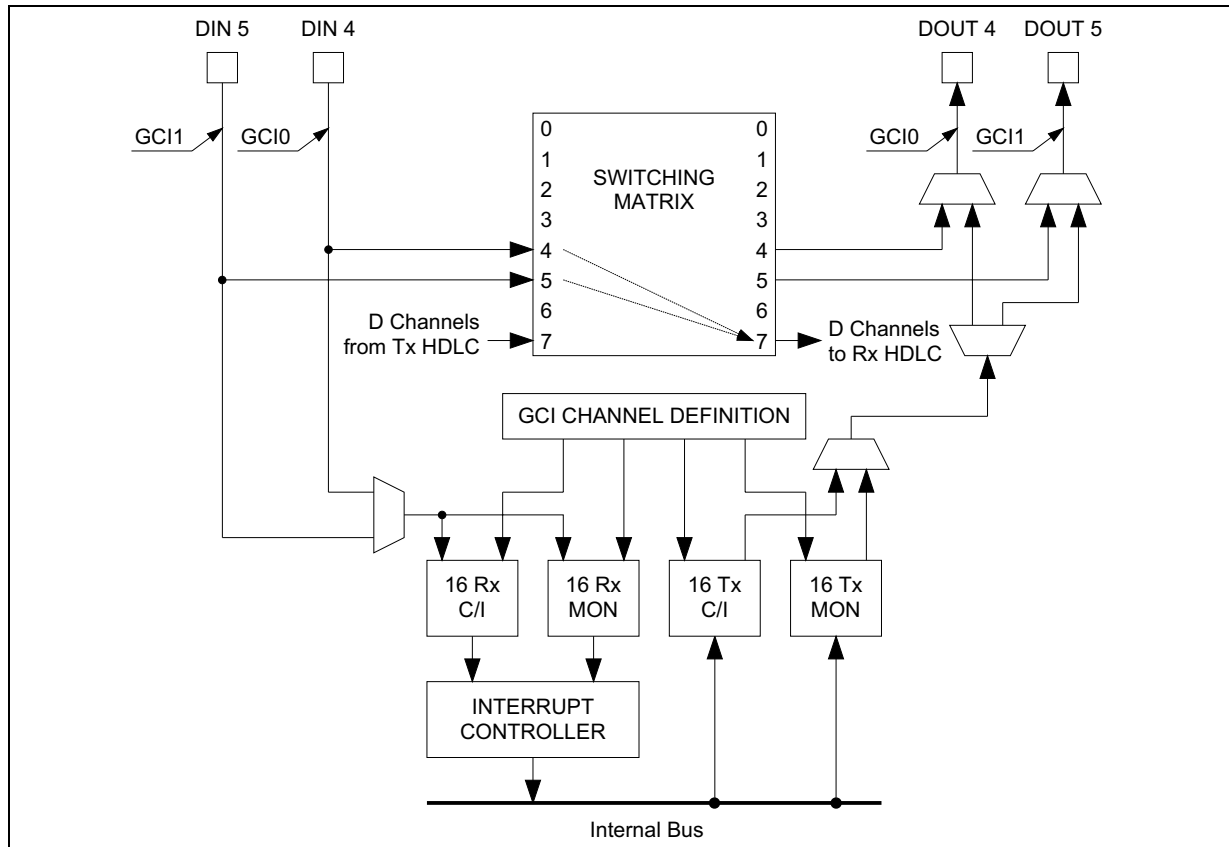 DIN 5
DIN 4
DOUT 4
DOUT 5
GCI1
GCI0
GCI0
GCI1
0
1
2
3
4
5
6
7
SWITCHING
MATRIX
0
1
2
3
4
5
6
7
D Channels
from Tx HDLC
D Channels
to Rx HDLC
GCI CHANNEL DEFINITION
16 Rx
C/I
16 Rx
MON
16 Tx
C/I
16 Tx
MON
INTERRUPT
CONTROLLER
Internal Bus